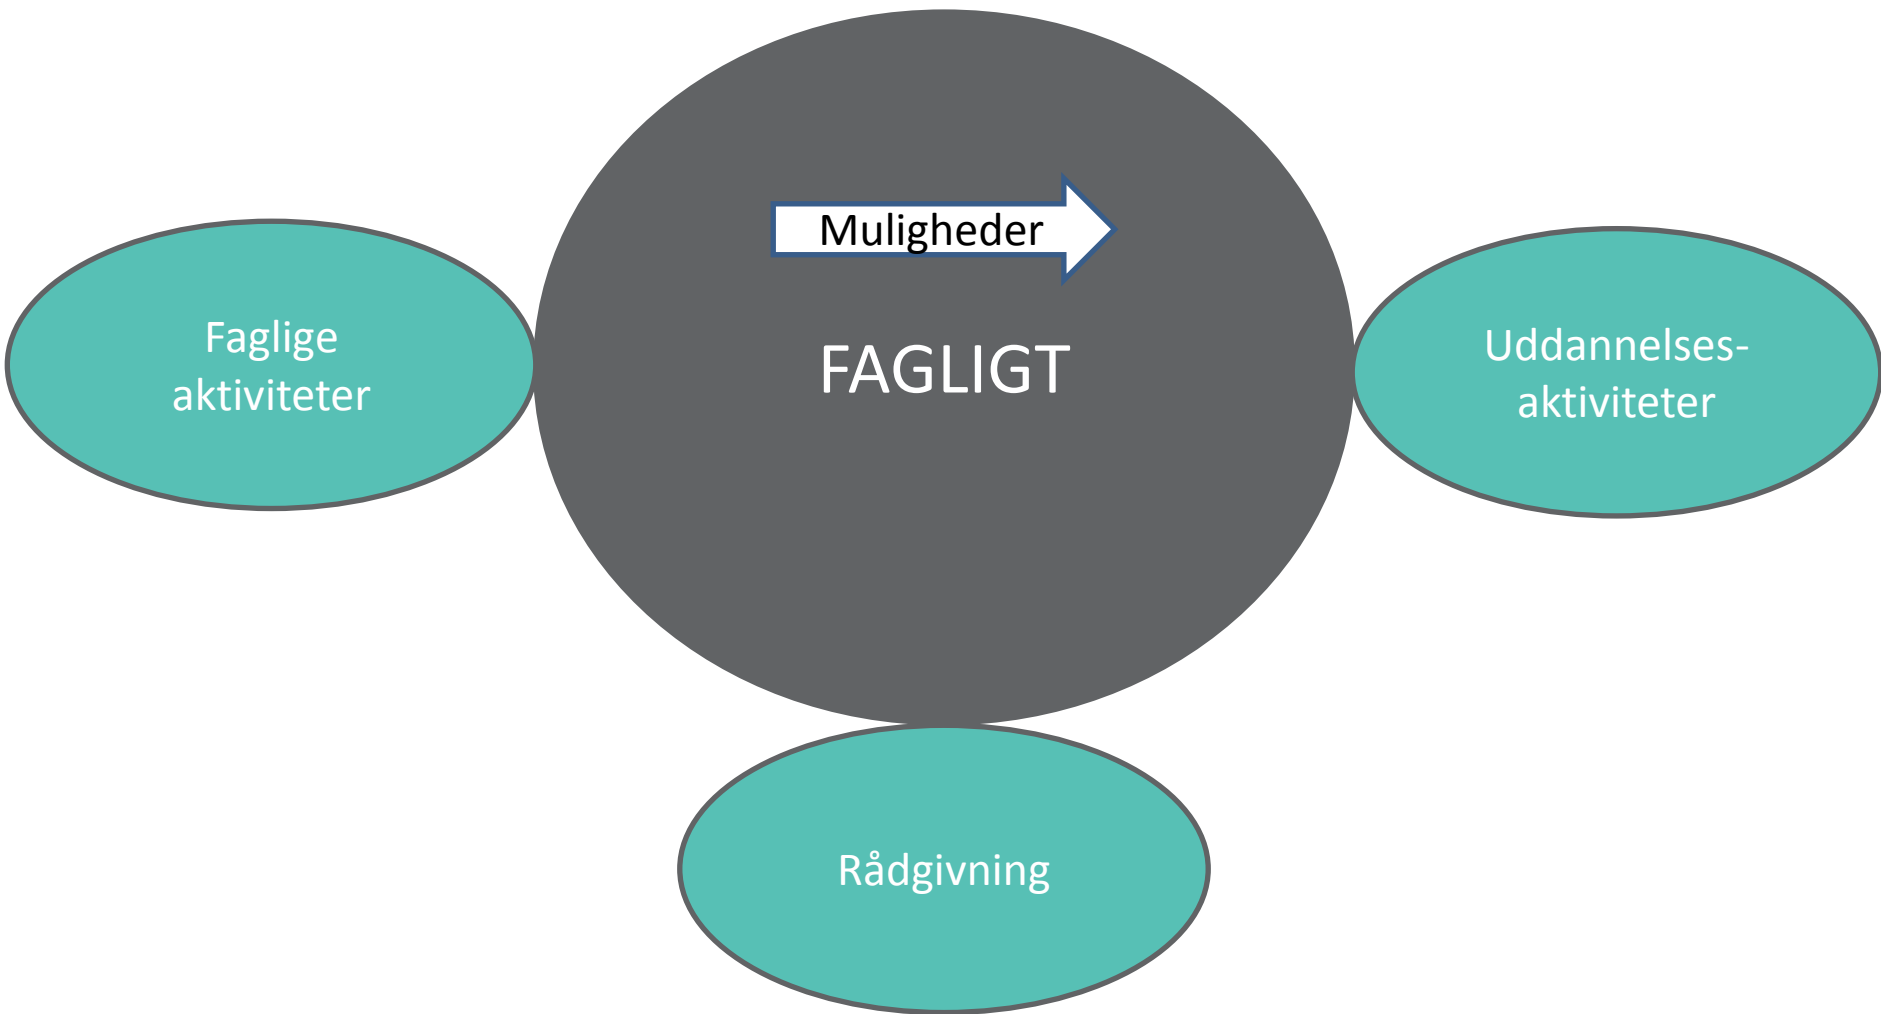 Muligheder
FAGLIGT
Faglige
aktiviteter
Uddannelses-
aktiviteter
Rådgivning